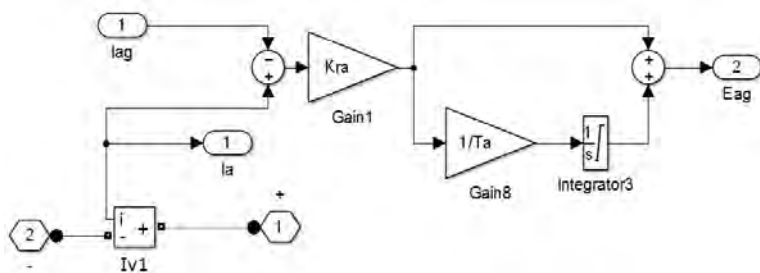 1
Iag
−
+
Kra
Gain1
+
+
2
Eag
1
Ia
1/Ta
Gain8
1
s
Integrator3
i
-
+
Iv1
2
-
+
1